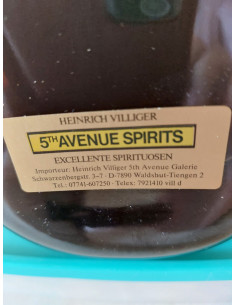 HEINRICH VILLIGER
5TH AVENUE SPIRITS
EXCELLENTE SPIRITUOSEN
Importeur: Heinrich Villiger 5th Avenue Galerie
Schwarzenbergstr. 3-7 · D-7890 Waldshut-Tiengen 2
Tel.: 07741-607250 · Telex: 7921410 vill d